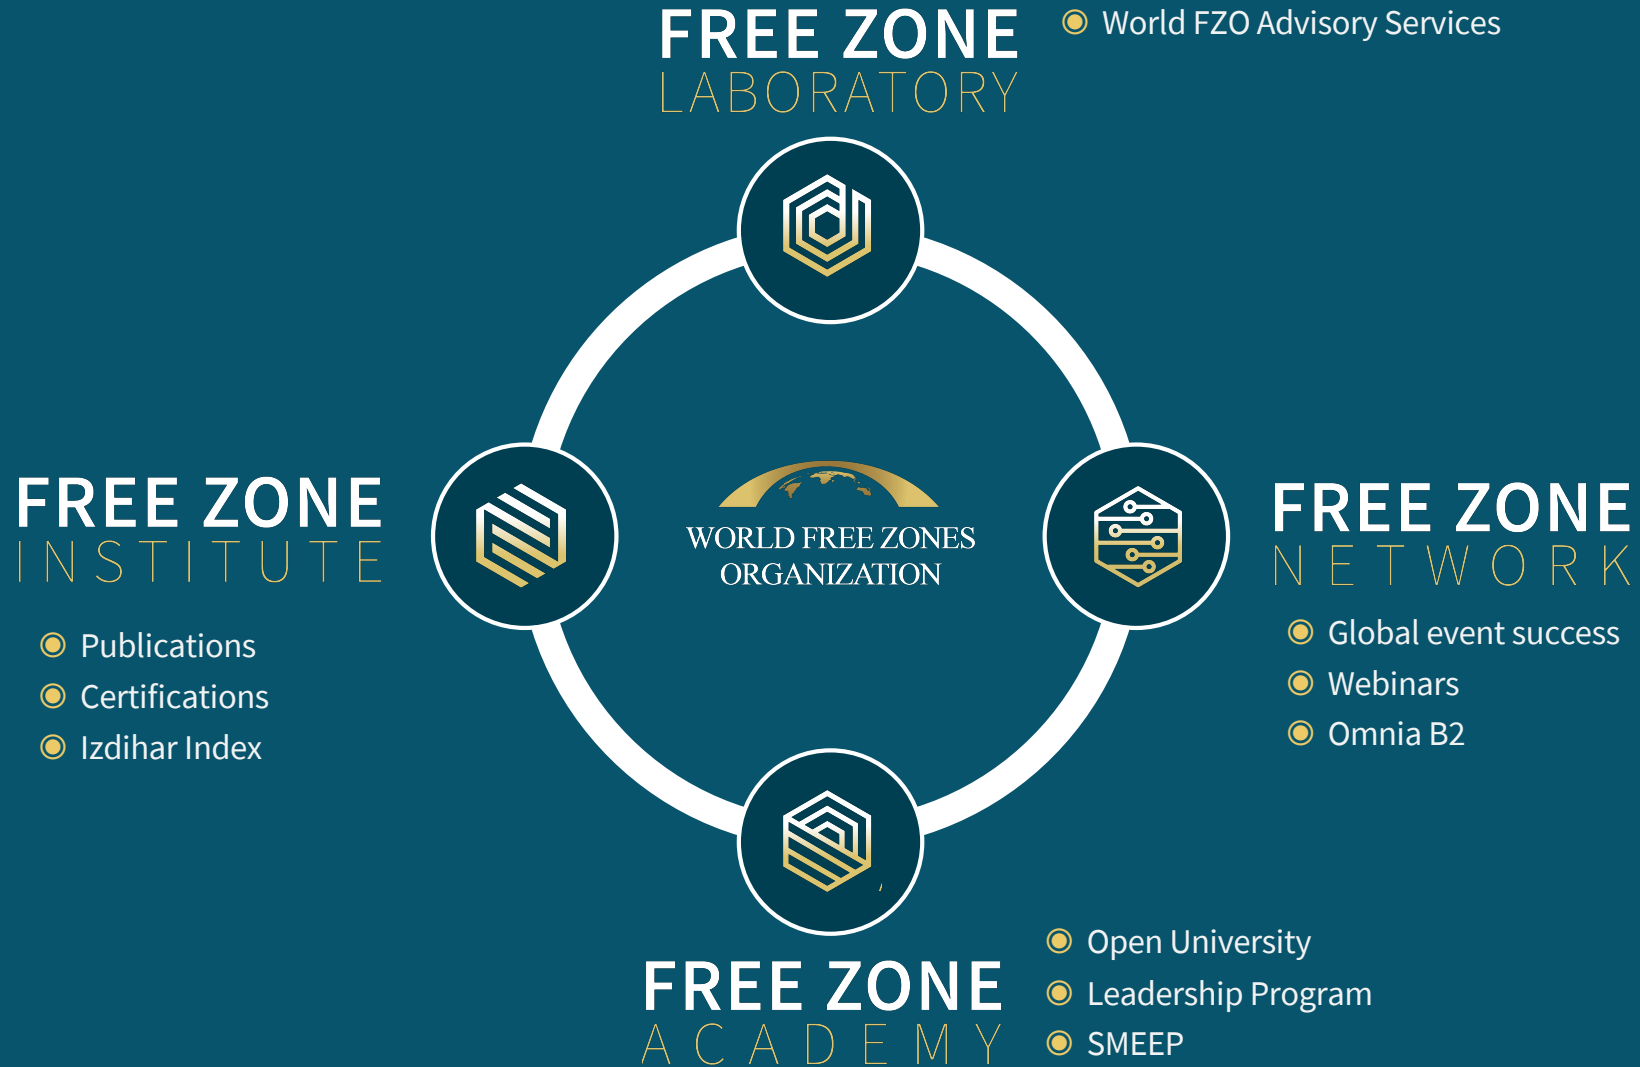 FREE ZONE
LABORATORY
World FZO Advisory Services
FREE ZONE
INSTITUTE
Publications
Certifications
Izdihar Index
WORLD FREE ZONES
ORGANIZATION
FREE ZONE
NETWORK
Global event success
Webinars
Omnia B2
FREE ZONE
ACADEMY
Open University
Leadership Program
SMEEP